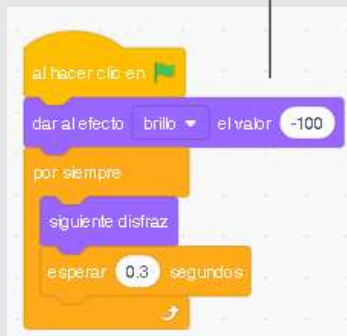 al hacer clic en
dar al efecto brillo el valor -100
por siempre
siguiente disfraz
esperar 0.3 segundos